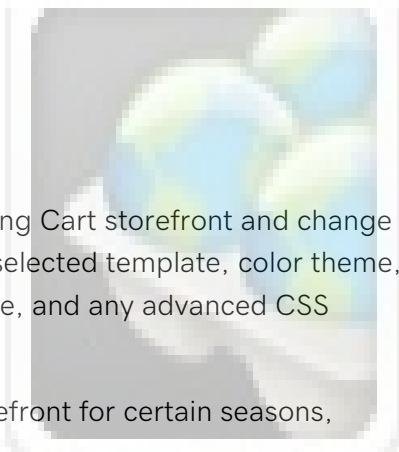 ng Cart storefront and change
selected template, color theme,
e, and any advanced CSS
efront for certain seasons,